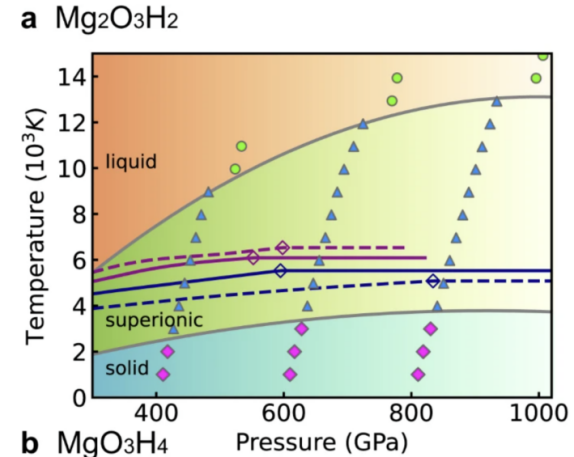 a Mg2O3H2
14
12
10
8
6
4
2
0
Temperature (10³K)
liquid
superionic
solid
400 600 800 1000
b MgO3H4 Pressure (GPa)